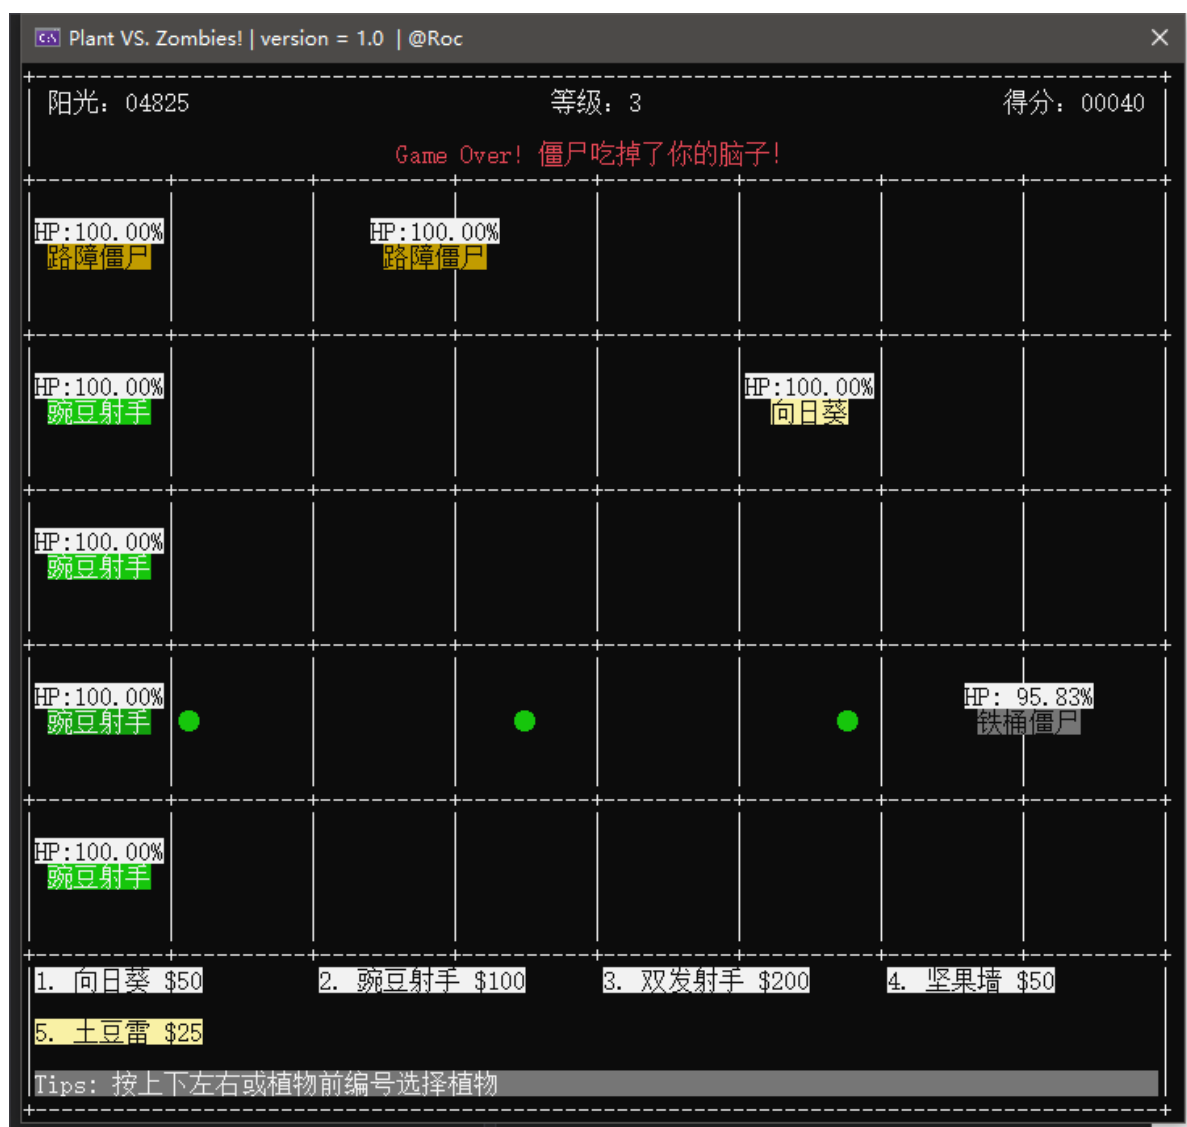 Plant VS. Zombies! | version = 1.0 | @Roc
阳光: 04825 等级: 3 得分: 00040
Game Over! 僵尸吃掉了你的脑子!
HP:100.00% HP:100.00%
路障僵尸 路障僵尸
HP:100.00% HP:100.00%
豌豆射手 向日葵
HP:100.00%
豌豆射手
HP:100.00% HP: 95.83%
豌豆射手 铁桶僵尸
HP:100.00%
豌豆射手
1. 向日葵 $50 2. 豌豆射手 $100 3. 双发射手 $200 4. 坚果墙 $50
5. 土豆雷 $25
Tips: 按上下左右或植物前编号选择植物